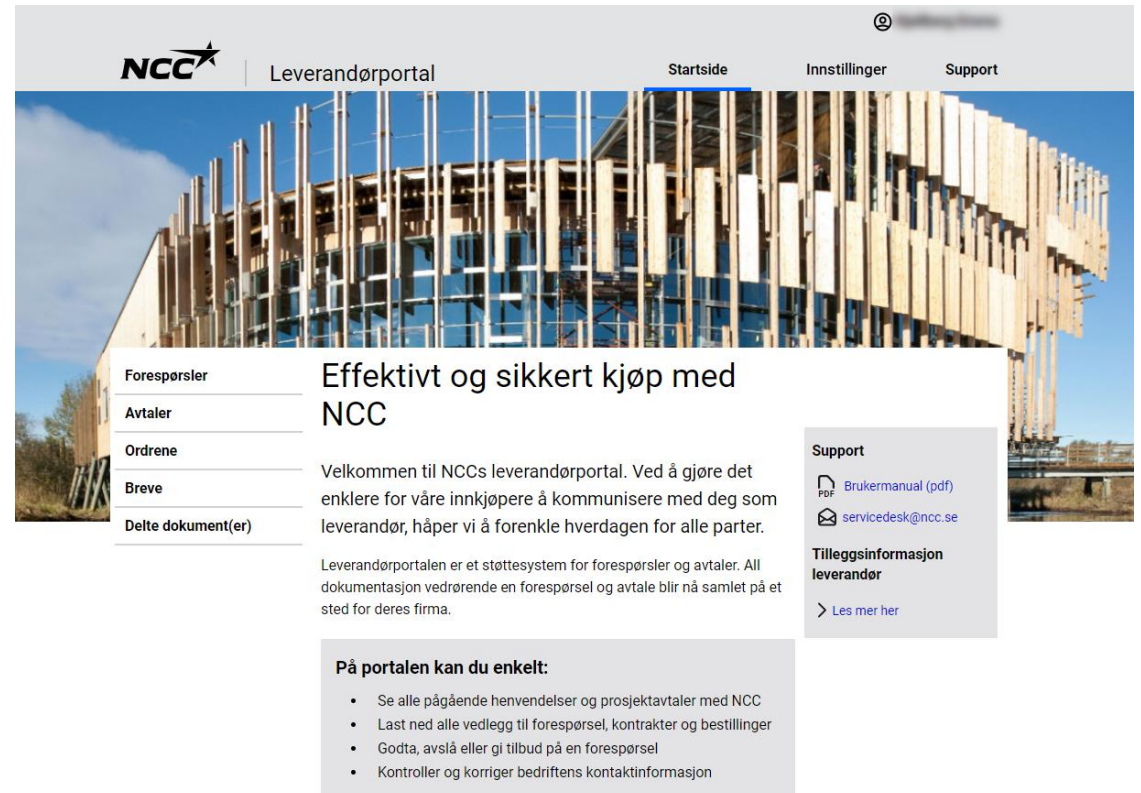 NCC
Leverandørportal
Startside
Innstillinger
Support
Forespørsler
Avtaler
Ordrene
Breve
Delte dokument(er)
Effektivt og sikkert kjøp med
NCC
Velkommen til NCCs leverandørportal. Ved å gjøre det
enklere for våre innkjøpere å kommunisere med deg som
leverandør, håper vi å forenkle hverdagen for alle parter.
Leverandørportalen er et støttesystem for forespørsler og avtaler. All
dokumentasjon vedrørende en forespørsel og avtale blir nå samlet på et
sted for deres firma.
På portalen kan du enkelt:
• Se alle pågående henvendelser og prosjektavtaler med NCC
• Last ned alle vedlegg til forespørsel, kontrakter og bestillinger
• Godta, avslå eller gi tilbud på en forespørsel
• Kontroller og korriger bedriftens kontaktinformasjon
Support
PDF Brukermanual (pdf)
servicedesk@ncc.se
Tilleggsinformasjon
leverandør
Les mer her